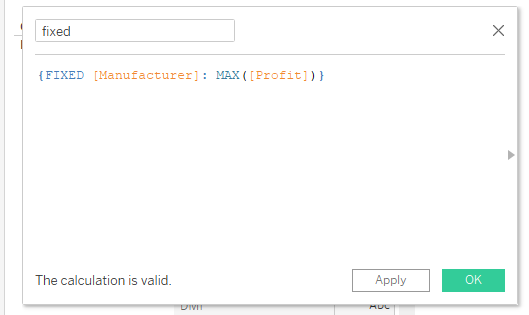 fixed
{FIXED [Manufacturer]: MAX([Profit])}
The calculation is valid.
Apply
OK